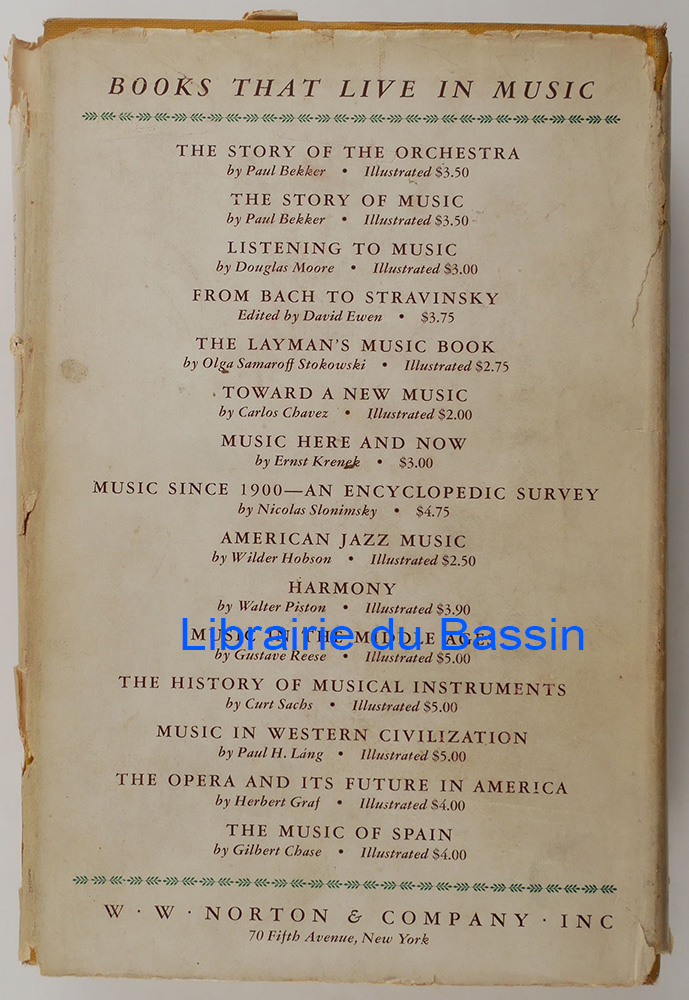 BOOKS THAT LIVE IN MUSIC
THE STORY OF THE ORCHESTRA
by Paul Bekker • Illustrated $3.50
THE STORY OF MUSIC
by Paul Bekker • Illustrated $3.50
LISTENING TO MUSIC
by Douglas Moore • Illustrated $3.00
FROM BACH TO STRAVINSKY
Edited by David Ewen • $3.75
THE LAYMAN'S MUSIC BOOK
by Olga Samaroff Stokowski • Illustrated $2.75
TOWARD A NEW MUSIC
by Carlos Chavez • Illustrated $2.00
MUSIC HERE AND NOW
by Ernst Krenek • $3.00
MUSIC SINCE 1900—AN ENCYCLOPEDIC SURVEY
by Nicolas Slonimsky • $4.75
AMERICAN JAZZ MUSIC
by Wilder Hobson • Illustrated $2.50
HARMONY
by Walter Piston • Illustrated $3.90
MUSIC IN THE MIDDLE AGES
Librairie du Bassin
by Gustave Reese • Illustrated $5.00
THE HISTORY OF MUSICAL INSTRUMENTS
by Curt Sachs • Illustrated $5.00
MUSIC IN WESTERN CIVILIZATION
by Paul H. Láng • Illustrated $5.00
THE OPERA AND ITS FUTURE IN AMERICA
by Herbert Graf • Illustrated $4.00
THE MUSIC OF SPAIN
by Gilbert Chase • Illustrated $4.00
W · W · NORTON & COMPANY · INC
70 Fifth Avenue, New York